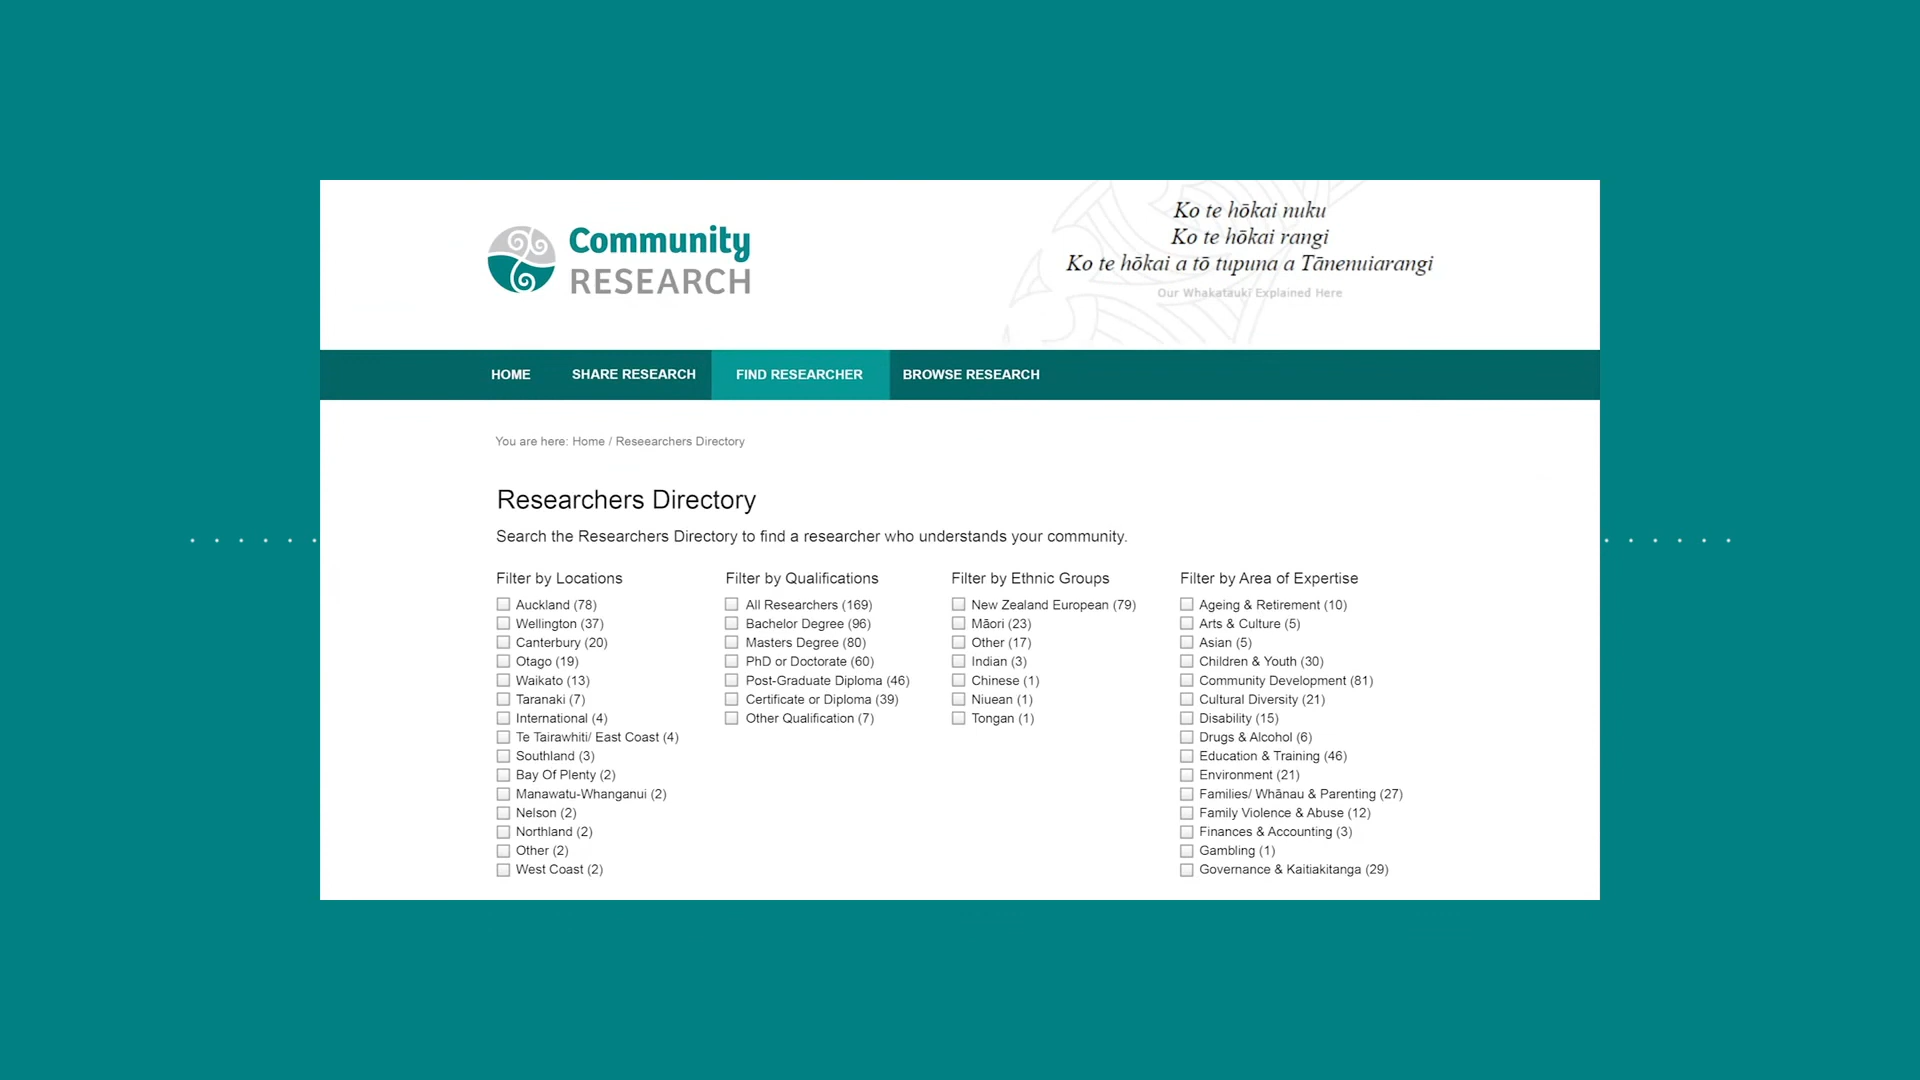 Community
RESEARCH
Ko te hōkai nuku
Ko te hōkai rangi
Ko te hōkai a tō tupuna a Tānenuiarangi
Our Whakataukī Explained Here
HOME
SHARE RESEARCH
FIND RESEARCHER
BROWSE RESEARCH
You are here: Home / Reseearchers Directory
Researchers Directory
Search the Researchers Directory to find a researcher who understands your community.
Filter by Locations
Auckland (78)
Wellington (37)
Canterbury (20)
Otago (19)
Waikato (13)
Taranaki (7)
International (4)
Te Tairawhiti/ East Coast (4)
Southland (3)
Bay Of Plenty (2)
Manawatu-Whanganui (2)
Nelson (2)
Northland (2)
Other (2)
West Coast (2)
Filter by Qualifications
All Researchers (169)
Bachelor Degree (96)
Masters Degree (80)
PhD or Doctorate (60)
Post-Graduate Diploma (46)
Certificate or Diploma (39)
Other Qualification (7)
Filter by Ethnic Groups
New Zealand European (79)
Māori (23)
Other (17)
Indian (3)
Chinese (1)
Niuean (1)
Tongan (1)
Filter by Area of Expertise
Ageing & Retirement (10)
Arts & Culture (5)
Asian (5)
Children & Youth (30)
Community Development (81)
Cultural Diversity (21)
Disability (15)
Drugs & Alcohol (6)
Education & Training (46)
Environment (21)
Families/ Whānau & Parenting (27)
Family Violence & Abuse (12)
Finances & Accounting (3)
Gambling (1)
Governance & Kaitiakitanga (29)